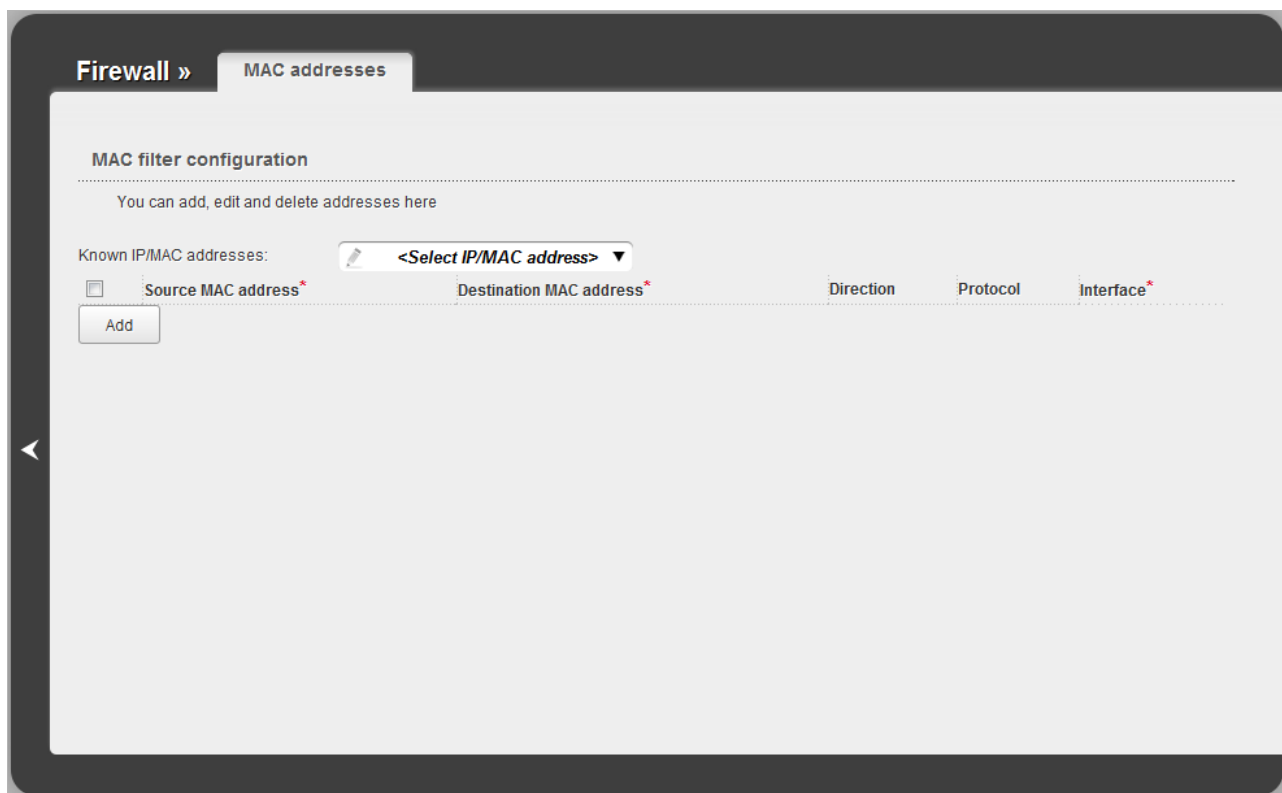 Firewall » MAC addresses
MAC filter configuration
You can add, edit and delete addresses here
Known IP/MAC addresses: <Select IP/MAC address> ▼
Source MAC address* Destination MAC address* Direction Protocol Interface*
Add